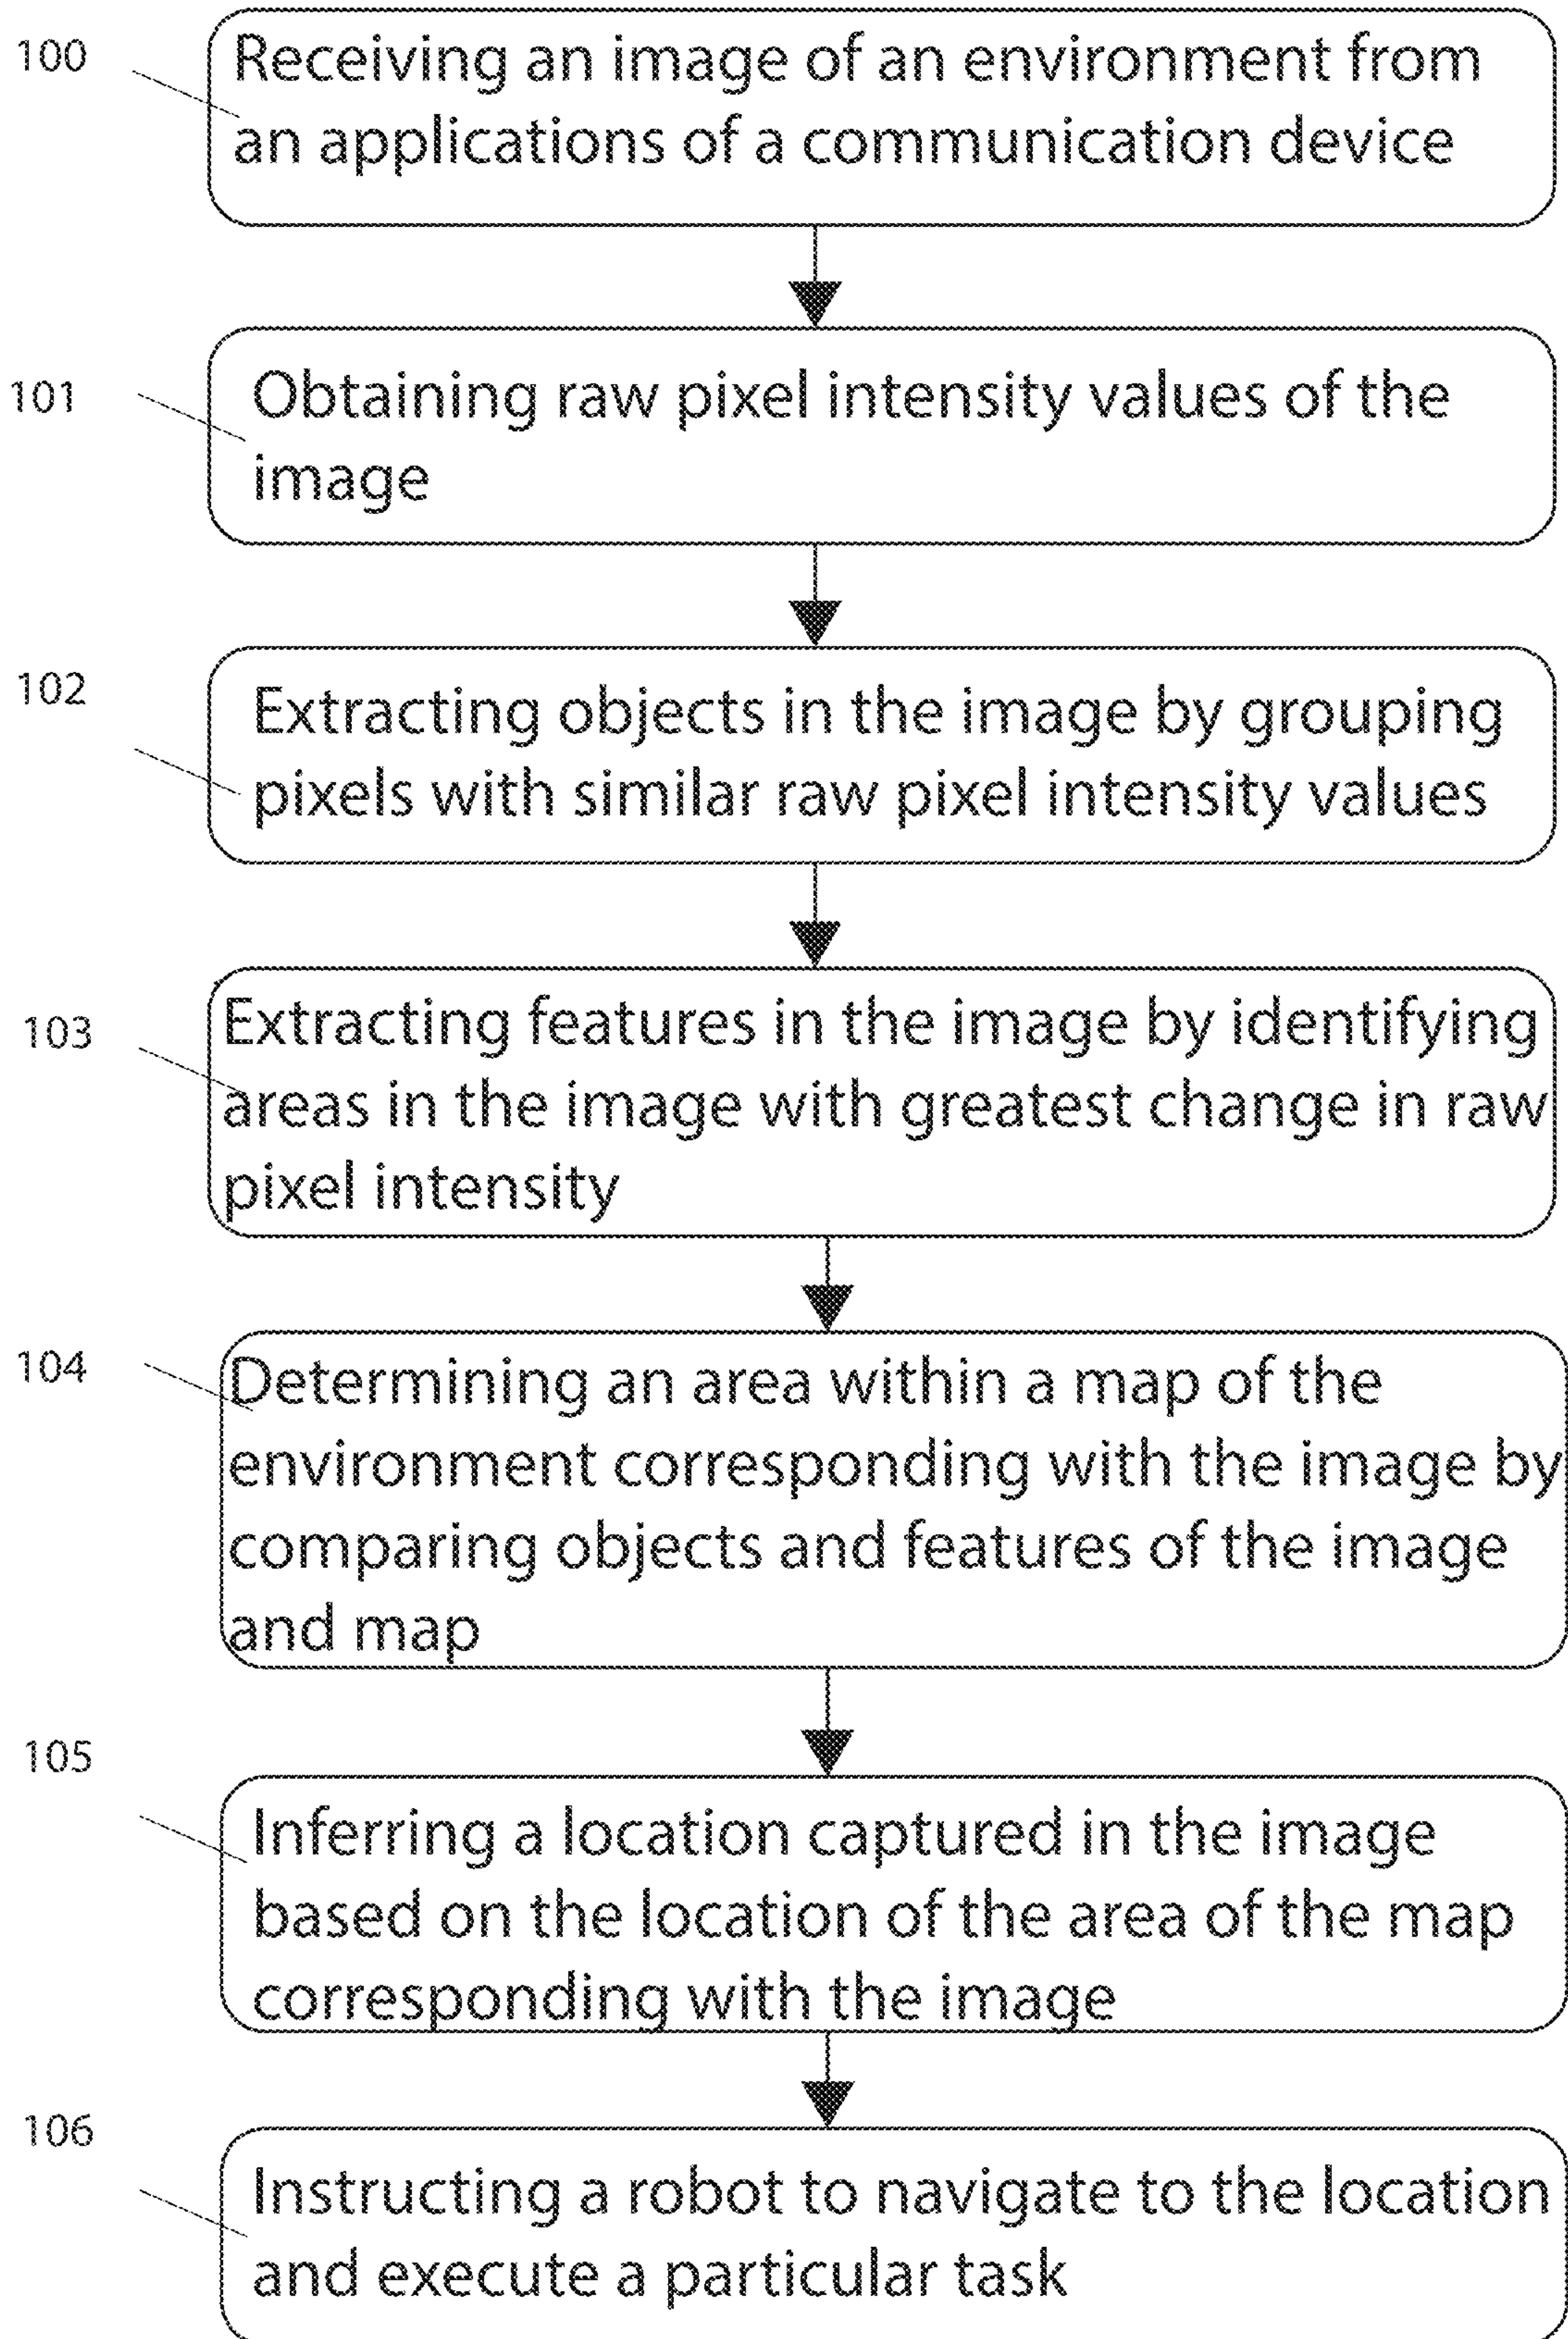 100
Receiving an image of an environment from
an applications of a communication device
101
Obtaining raw pixel intensity values of the
image
102
Extracting objects in the image by grouping
pixels with similar raw pixel intensity values
103
Extracting features in the image by identifying
areas in the image with greatest change in raw
pixel intensity
104
Determining an area within a map of the
environment corresponding with the image by
comparing objects and features of the image
and map
105
Inferring a location captured in the image
based on the location of the area of the map
corresponding with the image
106
Instructing a robot to navigate to the location
and execute a particular task